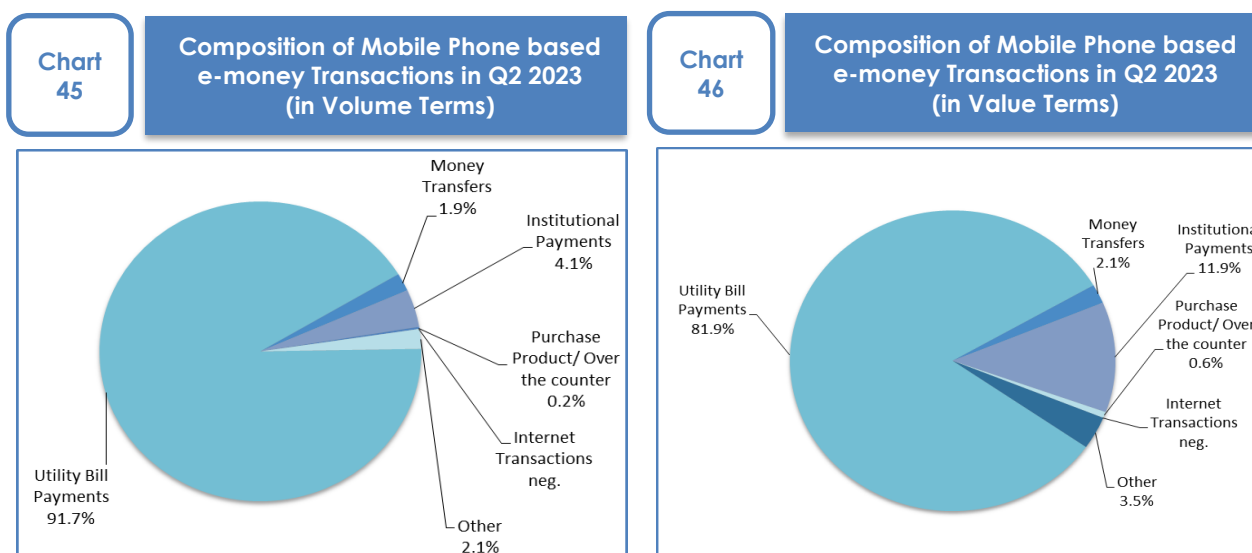 Chart
45
Composition of Mobile Phone based
e-money Transactions in Q2 2023
(in Volume Terms)
Money
Transfers
1.9%
Institutional
Payments
4.1%
Purchase
Product/ Over
the counter
0.2%
Internet
Transactions
neg.
Other
2.1%
Utility Bill
Payments
91.7%
Chart
46
Composition of Mobile Phone based
e-money Transactions in Q2 2023
(in Value Terms)
Money
Transfers
2.1%
Institutiona
Payments
11.9%
Purchase
Product/ Over
the counter
0.6%
Internet
Transactions
neg.
Other
3.5%
Utility Bill
Payments
81.9%